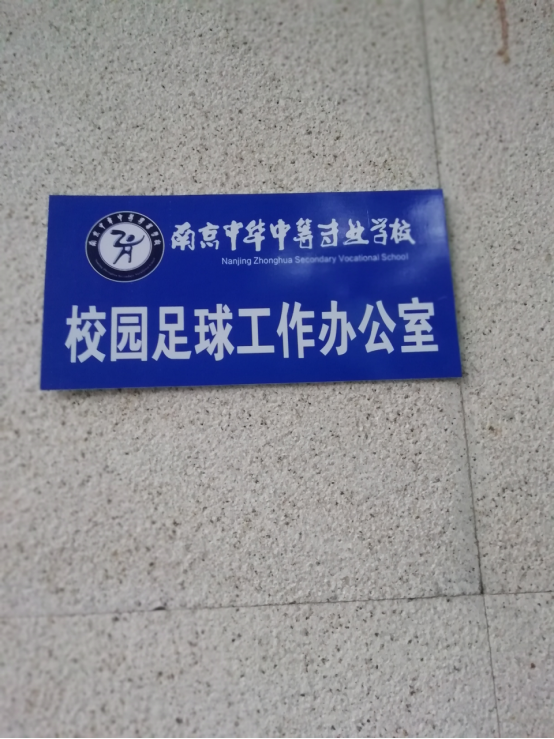 南京中华中等专业学校
Nanjing Zhonghua Secondary Vocational School
校园足球工作办公室